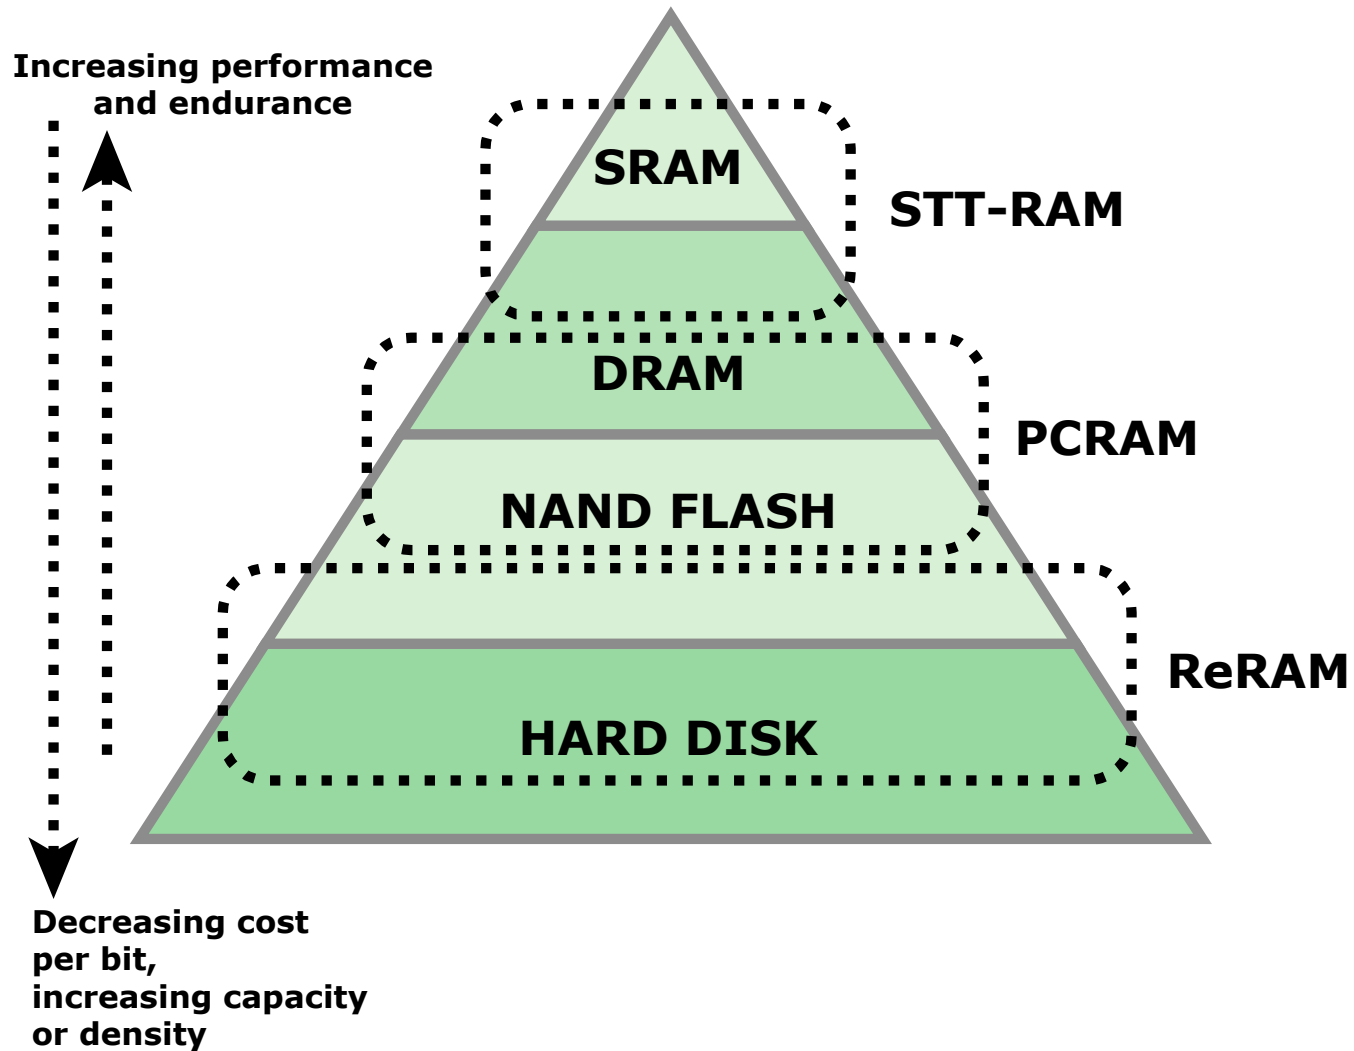 Increasing performance
and endurance
SRAM
STT-RAM
DRAM
PCRAM
NAND FLASH
ReRAM
HARD DISK
Decreasing cost
per bit,
increasing capacity
or density